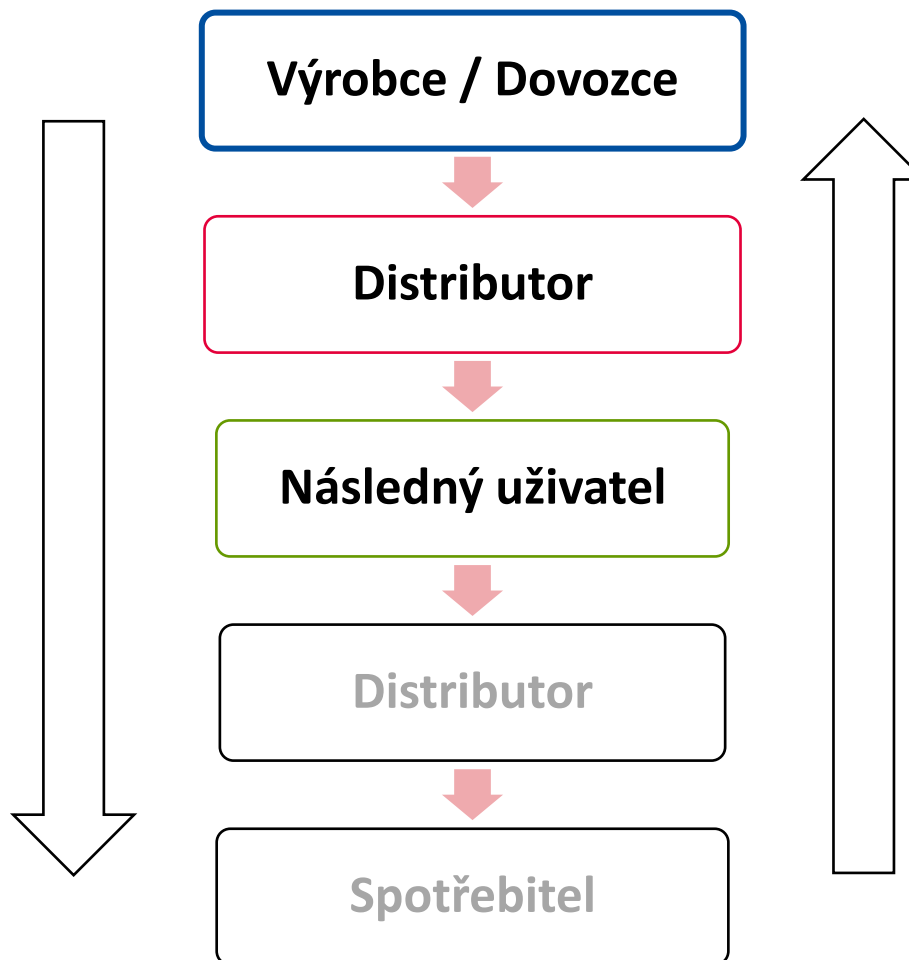 Výrobce / Dovozce
Distributor
Následný uživatel
Distributor
Spotřebitel